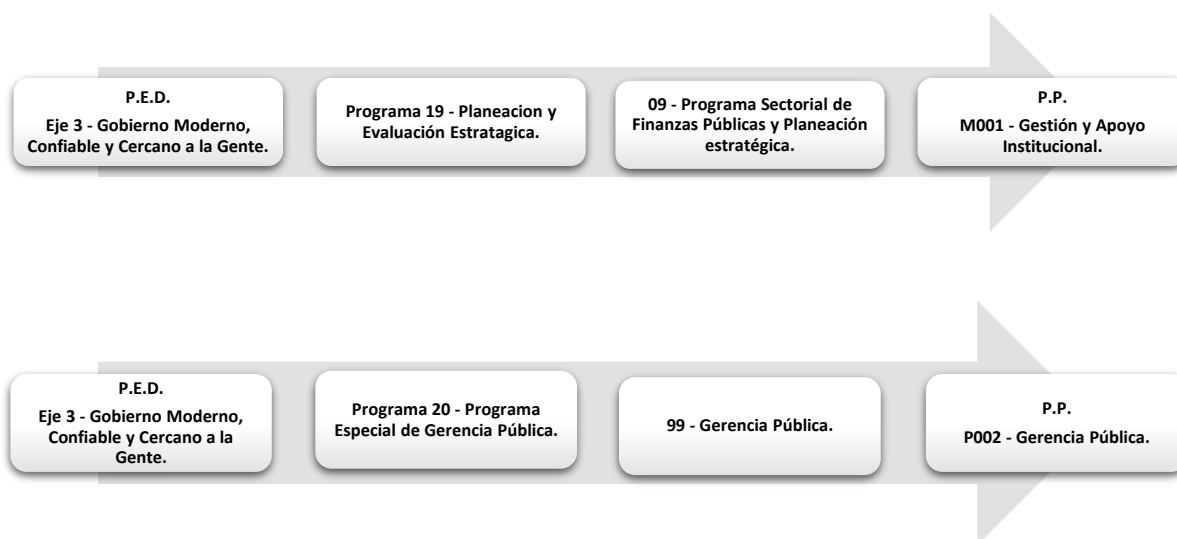 P.E.D.
Eje 3 - Gobierno Moderno,
Confiable y Cercano a la Gente.
Programa 19 - Planeacion y
Evaluación Estratagica.
09 - Programa Sectorial de
Finanzas Públicas y Planeación
estratégica.
P.P.
M001 - Gestión y Apoyo
Institucional.
P.E.D.
Eje 3 - Gobierno Moderno,
Confiable y Cercano a la
Gente.
Programa 20 - Programa
Especial de Gerencia Pública.
99 - Gerencia Pública.
P.P.
P002 - Gerencia Pública.